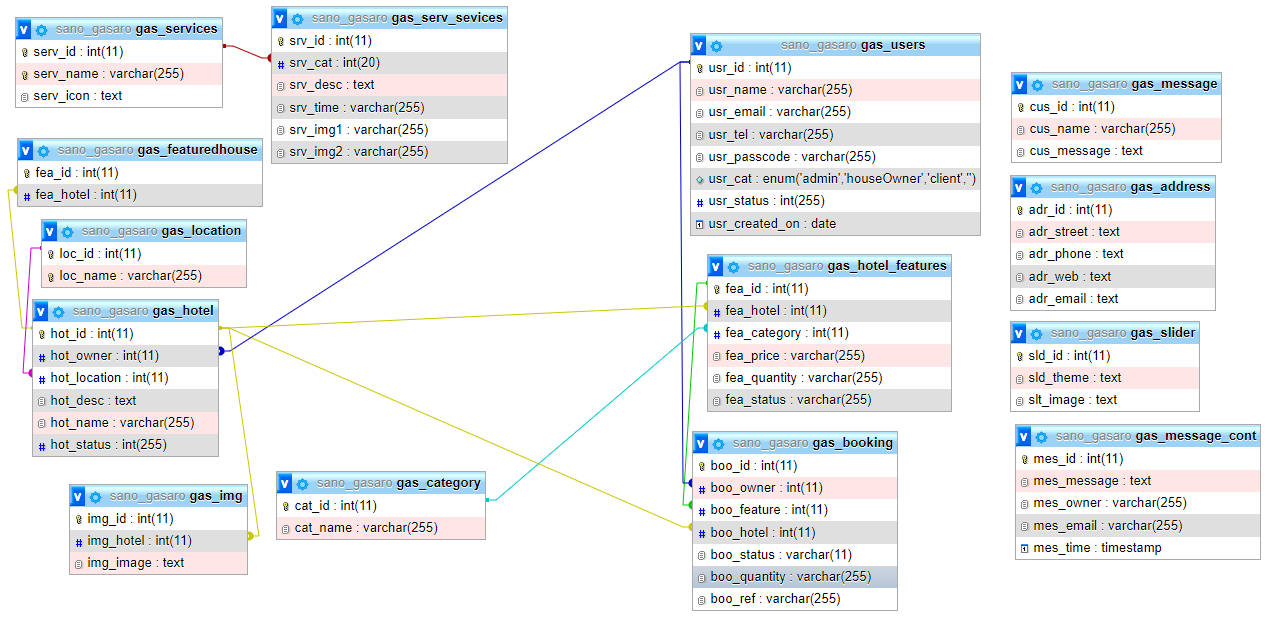 v sano_gasaro gas_services
serv_id : int(11)
serv_name : varchar(255)
serv_icon : text
v sano_gasaro gas_serv_sevices
srv_id : int(11)
# srv_cat : int(20)
srv_desc : text
srv_time : varchar(255)
srv_img1 : varchar(255)
srv_img2 : varchar(255)
v sano_gasaro gas_featuredhouse
fea_id : int(11)
# fea_hotel : int(11)
v sano_gasaro gas_location
loc_id : int(11)
loc_name : varchar(255)
v sano_gasaro gas_hotel
hot_id : int(11)
# hot_owner : int(11)
# hot_location : int(11)
hot_desc : text
hot_name : varchar(255)
# hot_status : int(255)
v sano_gasaro gas_img
img_id : int(11)
# img_hotel : int(11)
img_image : text
v sano_gasaro gas_category
cat_id : int(11)
cat_name : varchar(255)
v sano_gasaro gas_users
usr_id : int(11)
usr_name : varchar(255)
usr_email : varchar(255)
usr_tel : varchar(255)
usr_passcode : varchar(255)
usr_cat : enum('admin','houseOwner','client','')
# usr_status : int(255)
usr_created_on : date
v sano_gasaro gas_hotel_features
fea_id : int(11)
# fea_hotel : int(11)
# fea_category : int(11)
fea_price : varchar(255)
fea_quantity : varchar(255)
fea_status : varchar(255)
v sano_gasaro gas_booking
boo_id : int(11)
# boo_owner : int(11)
# boo_feature : int(11)
# boo_hotel : int(11)
boo_status : varchar(11)
boo_quantity : varchar(255)
boo_ref : varchar(255)
v sano_gasaro gas_message
cus_id : int(11)
cus_name : varchar(255)
cus_message : text
v sano_gasaro gas_address
adr_id : int(11)
adr_street : text
adr_phone : text
adr_web : text
adr_email : text
v sano_gasaro gas_slider
sld_id : int(11)
sld_theme : text
slt_image : text
v sano_gasaro gas_message_cont
mes_id : int(11)
mes_message : text
mes_owner : varchar(255)
mes_email : varchar(255)
mes_time : timestamp